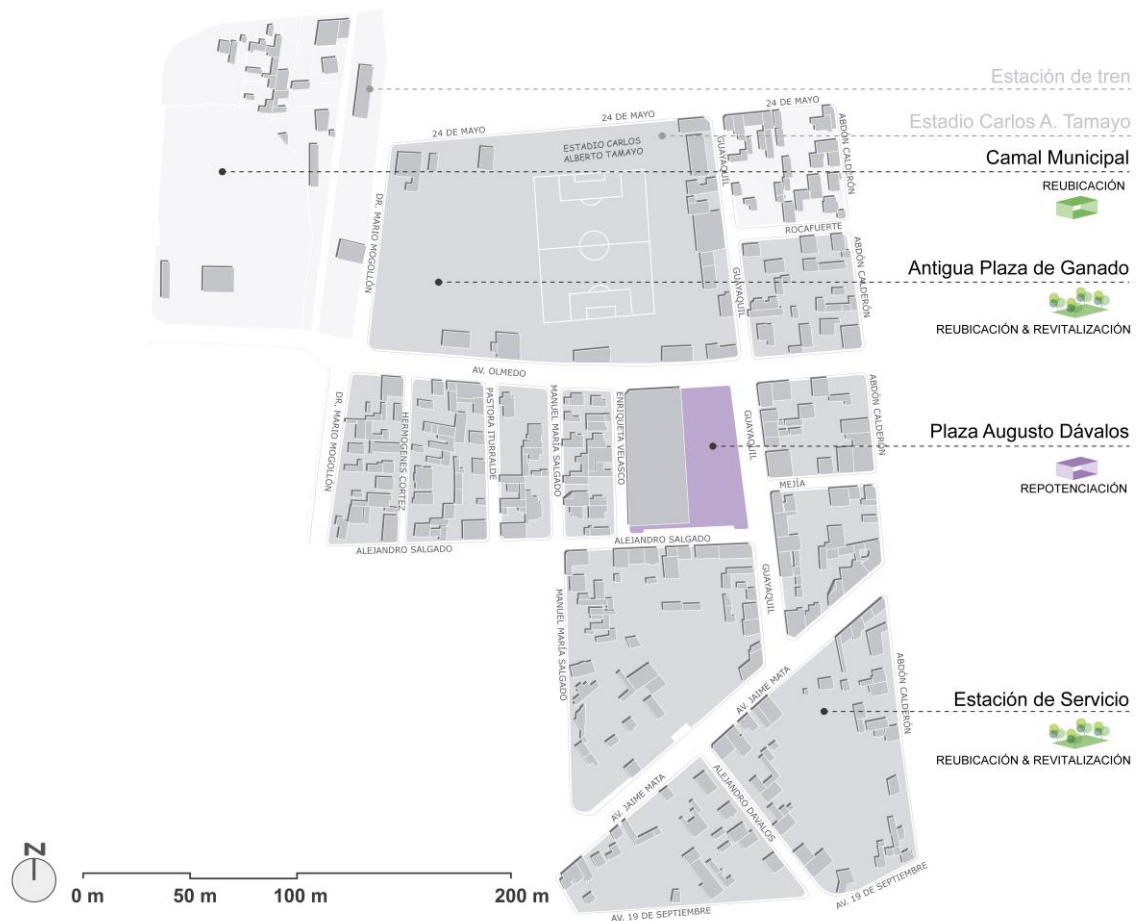 Estación de tren
24 DE MAYO
24 DE MAYO
24 DE MAYO
Estadio Carlos A. Tamayo
ESTADIO CARLOS
ALBERTO TAMAYO
GUAYAQUIL
ABDÓN CALDERÓN
Camal Municipal
REUBICACIÓN
DR. MARIO MOGOLLÓN
ROCAFUERTE
Antigua Plaza de Ganado
GUAYAQUIL
ABDÓN CALDERÓN
REUBICACIÓN & REVITALIZACIÓN
AV. OLMEDO
DR. MARIO MOGOLLÓN
HERMOGENES CORTEZ
PASTORA ITURRALDE
MANUEL MARÍA SALGADO
ENRIQUETA VELASCO
GUAYAQUIL
ABDÓN CALDERÓN
Plaza Augusto Dávalos
REPOTENCIACIÓN
MEJÍA
ALEJANDRO SALGADO
ALEJANDRO SALGADO
MANUEL MARÍA SALGADO
GUAYAQUIL
AV. JAIME MATA
ABDÓN CALDERÓN
Estación de Servicio
REUBICACIÓN & REVITALIZACIÓN
AV. JAIME MATA
ALEJANDRO DAVALOS
N
0 m 50 m 100 m 200 m
AV. 19 DE SEPTIEMBRE
AV. 19 DE SEPTIEMBRE